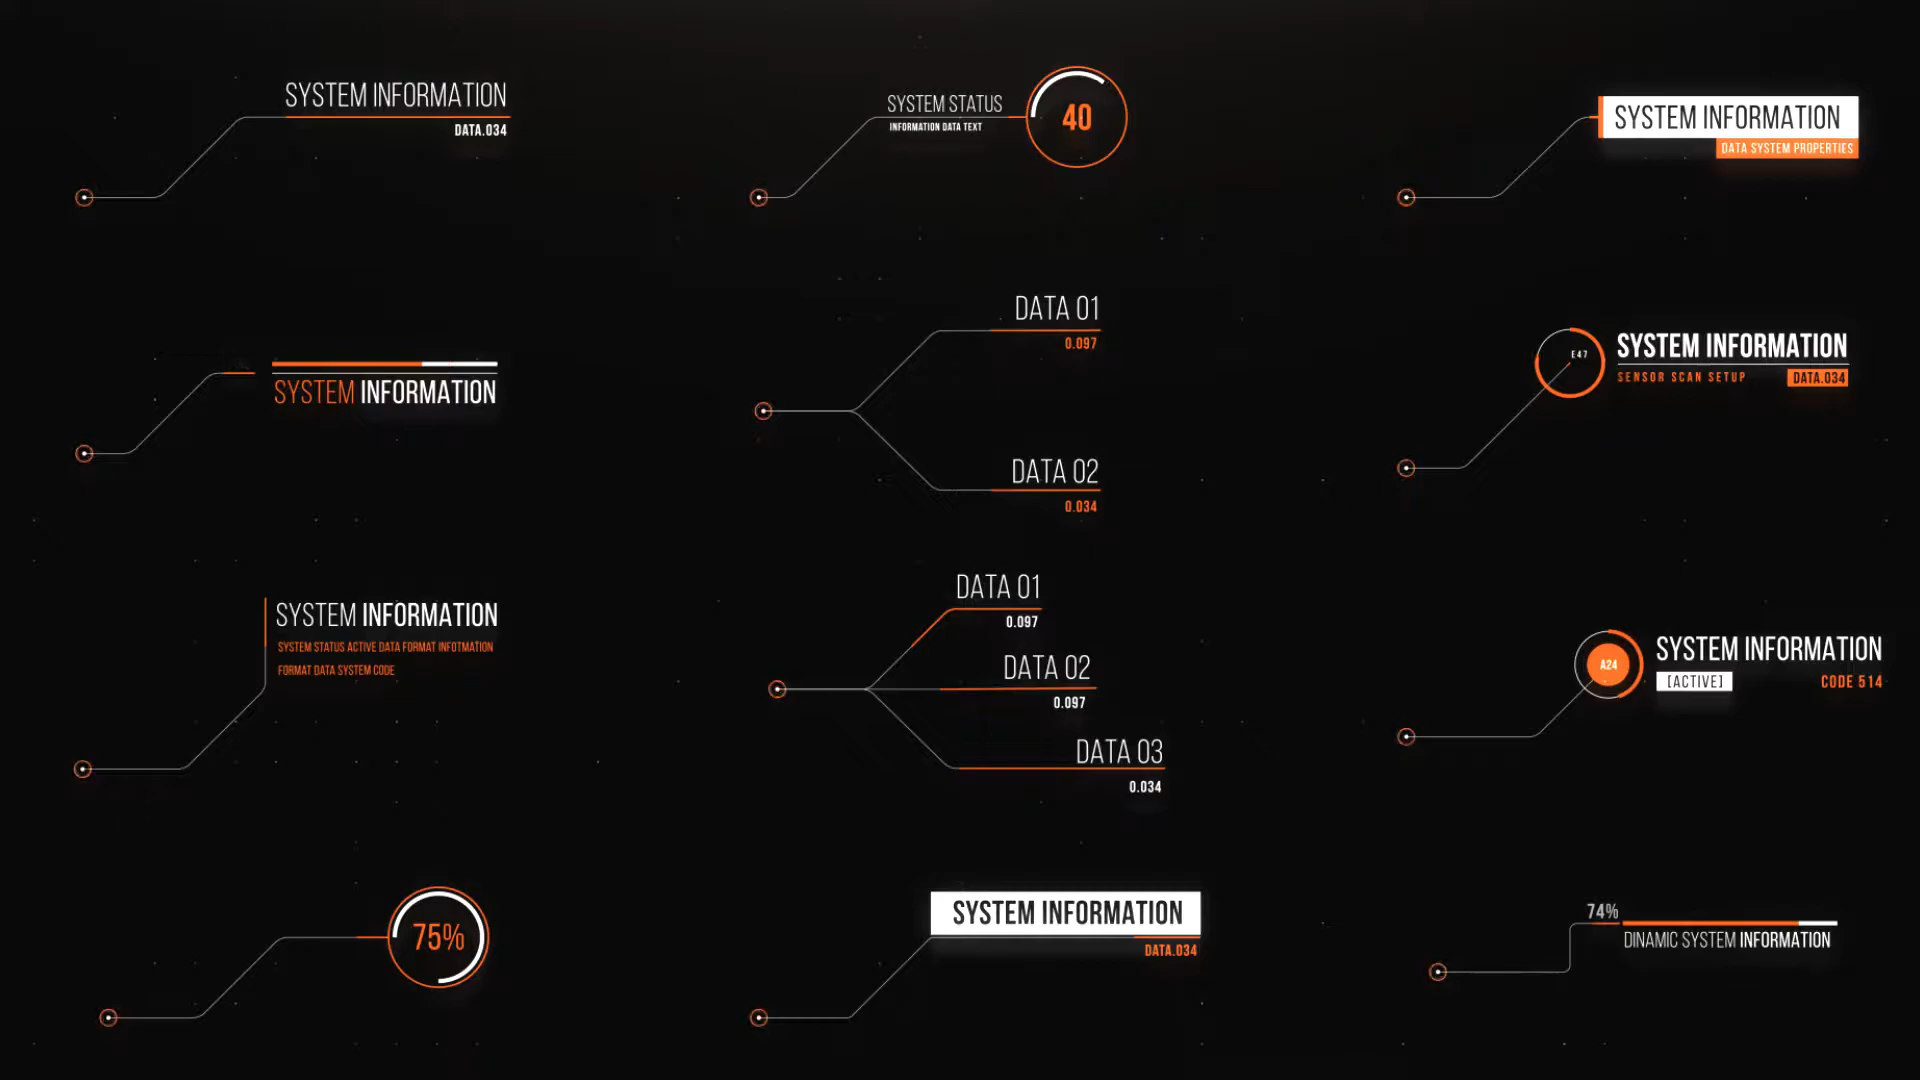 SYSTEM INFORMATION
DATA.034
SYSTEM STATUS
INFORMATION DATA TEXT
40
SYSTEM INFORMATION
DATA SYSTEM PROPERTIES
SYSTEM INFORMATION
DATA 01
0.097
DATA 02
0.034
E47
SYSTEM INFORMATION
SENSOR SCAN SETUP
DATA.034
SYSTEM INFORMATION
SYSTEM STATUS ACTIVE DATA FORMAT INFOTMATION
FORMAT DATA SYSTEM CODE
DATA 01
0.097
DATA 02
0.097
DATA 03
0.034
A24
SYSTEM INFORMATION
[ACTIVE]
CODE 514
75%
SYSTEM INFORMATION
DATA.034
74%
DINAMIC SYSTEM INFORMATION